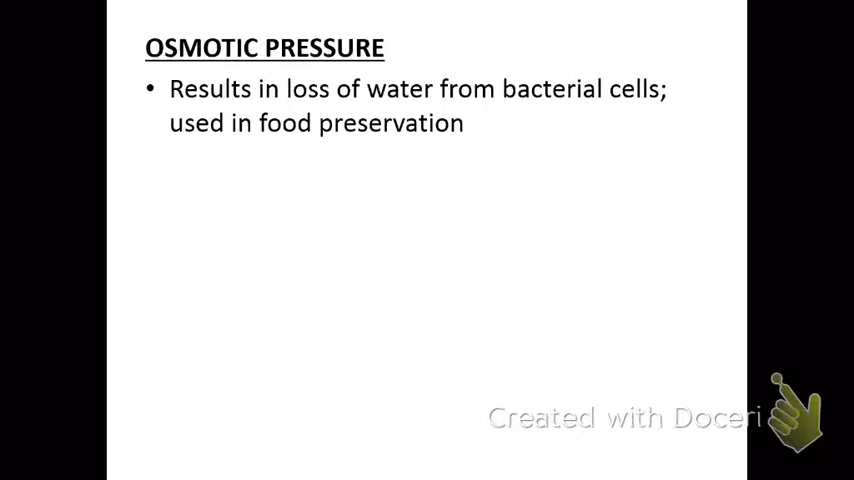 OSMOTIC PRESSURE
• Results in loss of water from bacterial cells;
used in food preservation
Created with Doceri